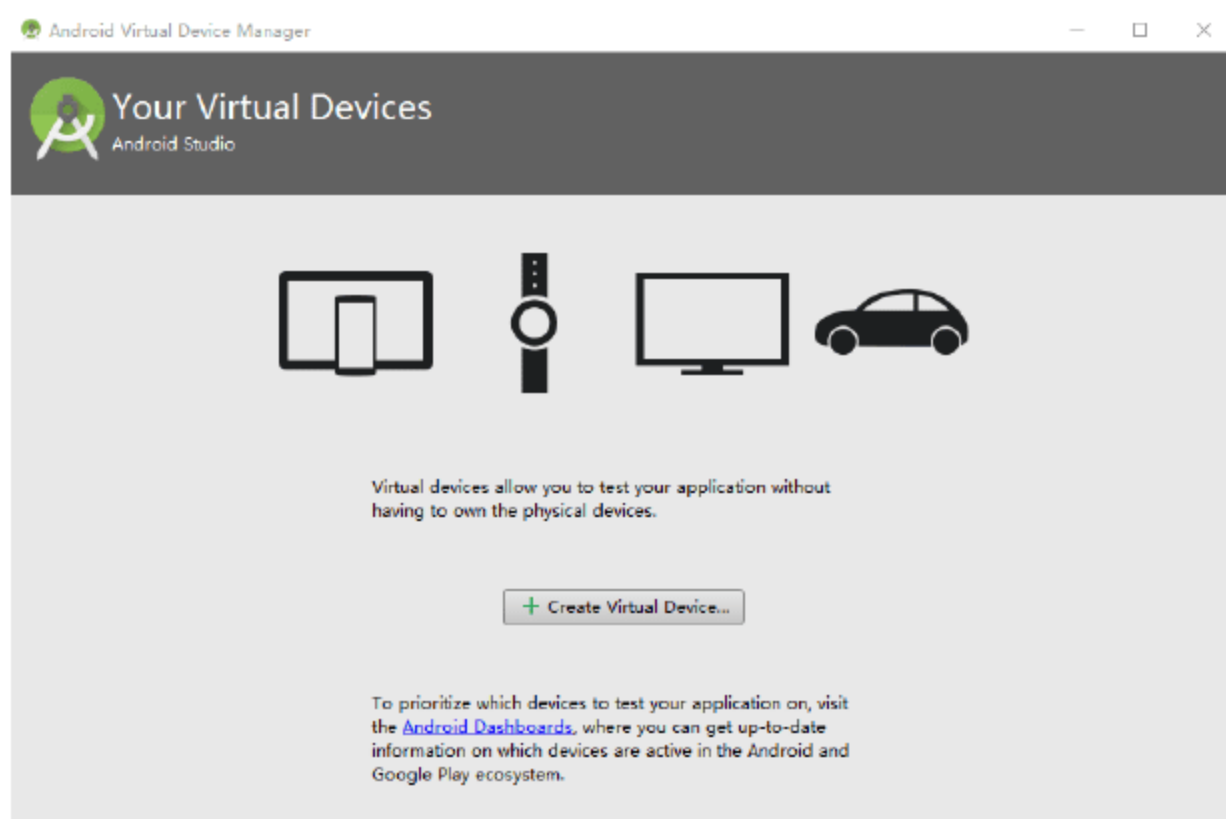 Android Virtual Device Manager
Your Virtual Devices
Android Studio
Virtual devices allow you to test your application without
having to own the physical devices.
+ Create Virtual Device...
To prioritize which devices to test your application on, visit
the Android Dashboards, where you can get up-to-date
information on which devices are active in the Android and
Google Play ecosystem.